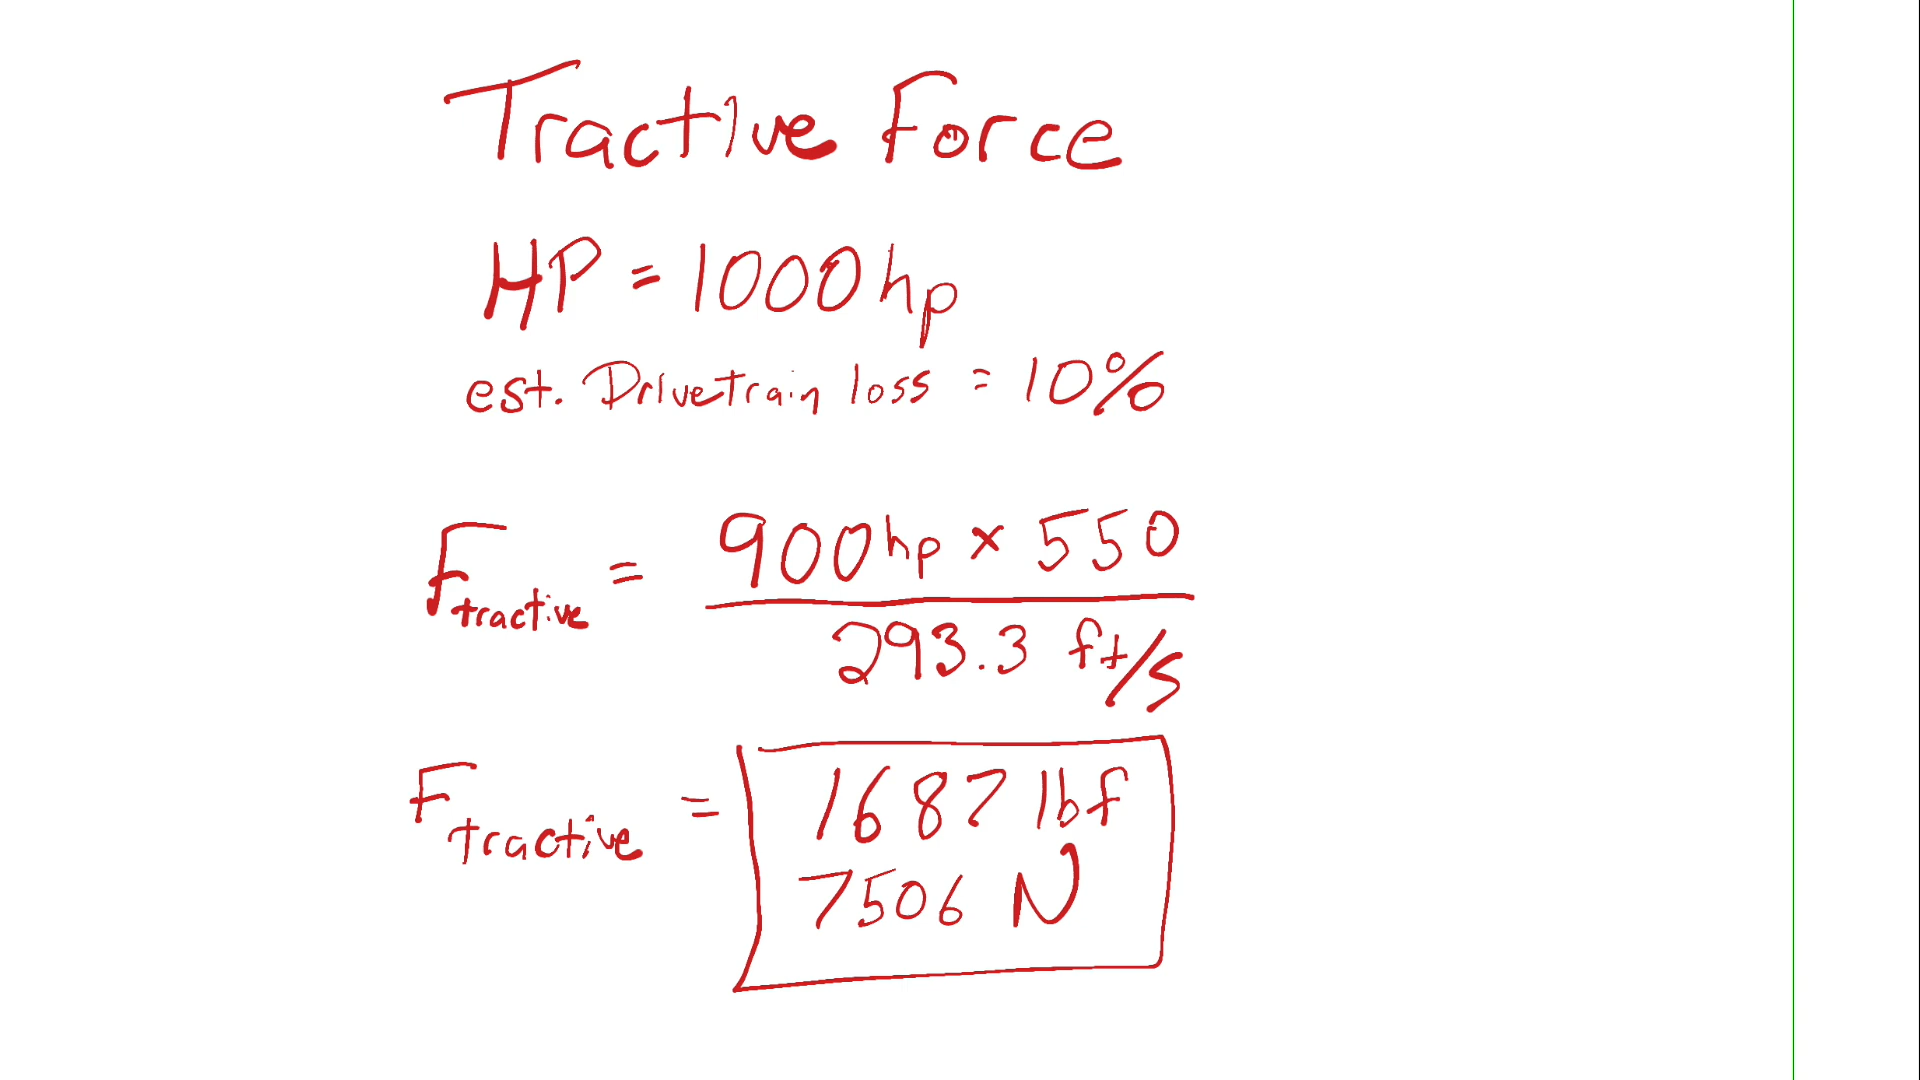 Tractive Force
HP = 1000 hp
est. Drivetrain loss = 10%
Ftractive = 900hp × 550
293.3 ft/s
Ftractive = 1687 lbf
7506 N